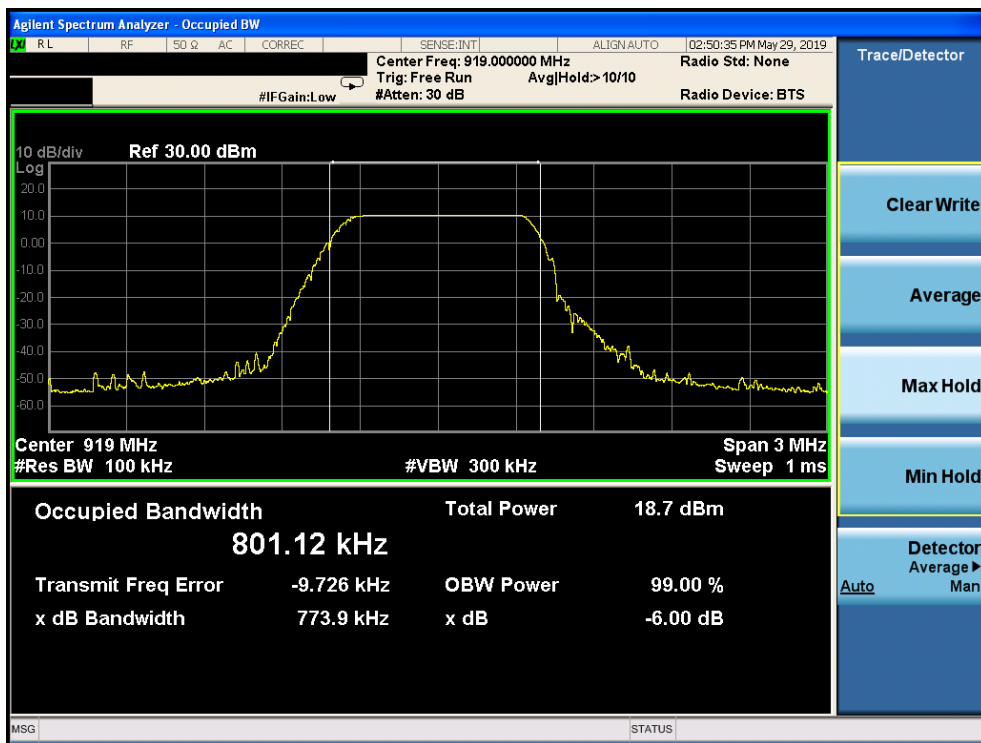 Agilent Spectrum Analyzer - Occupied BW
LXI RL RF 50 Ω AC CORREC SENSE:INT ALIGN AUTO 02:50:35 PM May 29, 2019
Center Freq: 919.000000 MHz Radio Std: None
Trig: Free Run Avg|Hold:> 10/10
#IFGain:Low #Atten: 30 dB Radio Device: BTS
Trace/Detector
10 dB/div Ref 30.00 dBm
Log
20.0
10.0
0.00
-10.0
-20.0
-30.0
-40.0
-50.0
-60.0
Center 919 MHz Span 3 MHz
#Res BW 100 kHz #VBW 300 kHz Sweep 1 ms
Occupied Bandwidth Total Power 18.7 dBm
801.12 kHz
Transmit Freq Error -9.726 kHz OBW Power 99.00 %
x dB Bandwidth 773.9 kHz x dB -6.00 dB
Clear Write
Average
Max Hold
Min Hold
Detector
Average▶
Auto Man
MSG STATUS